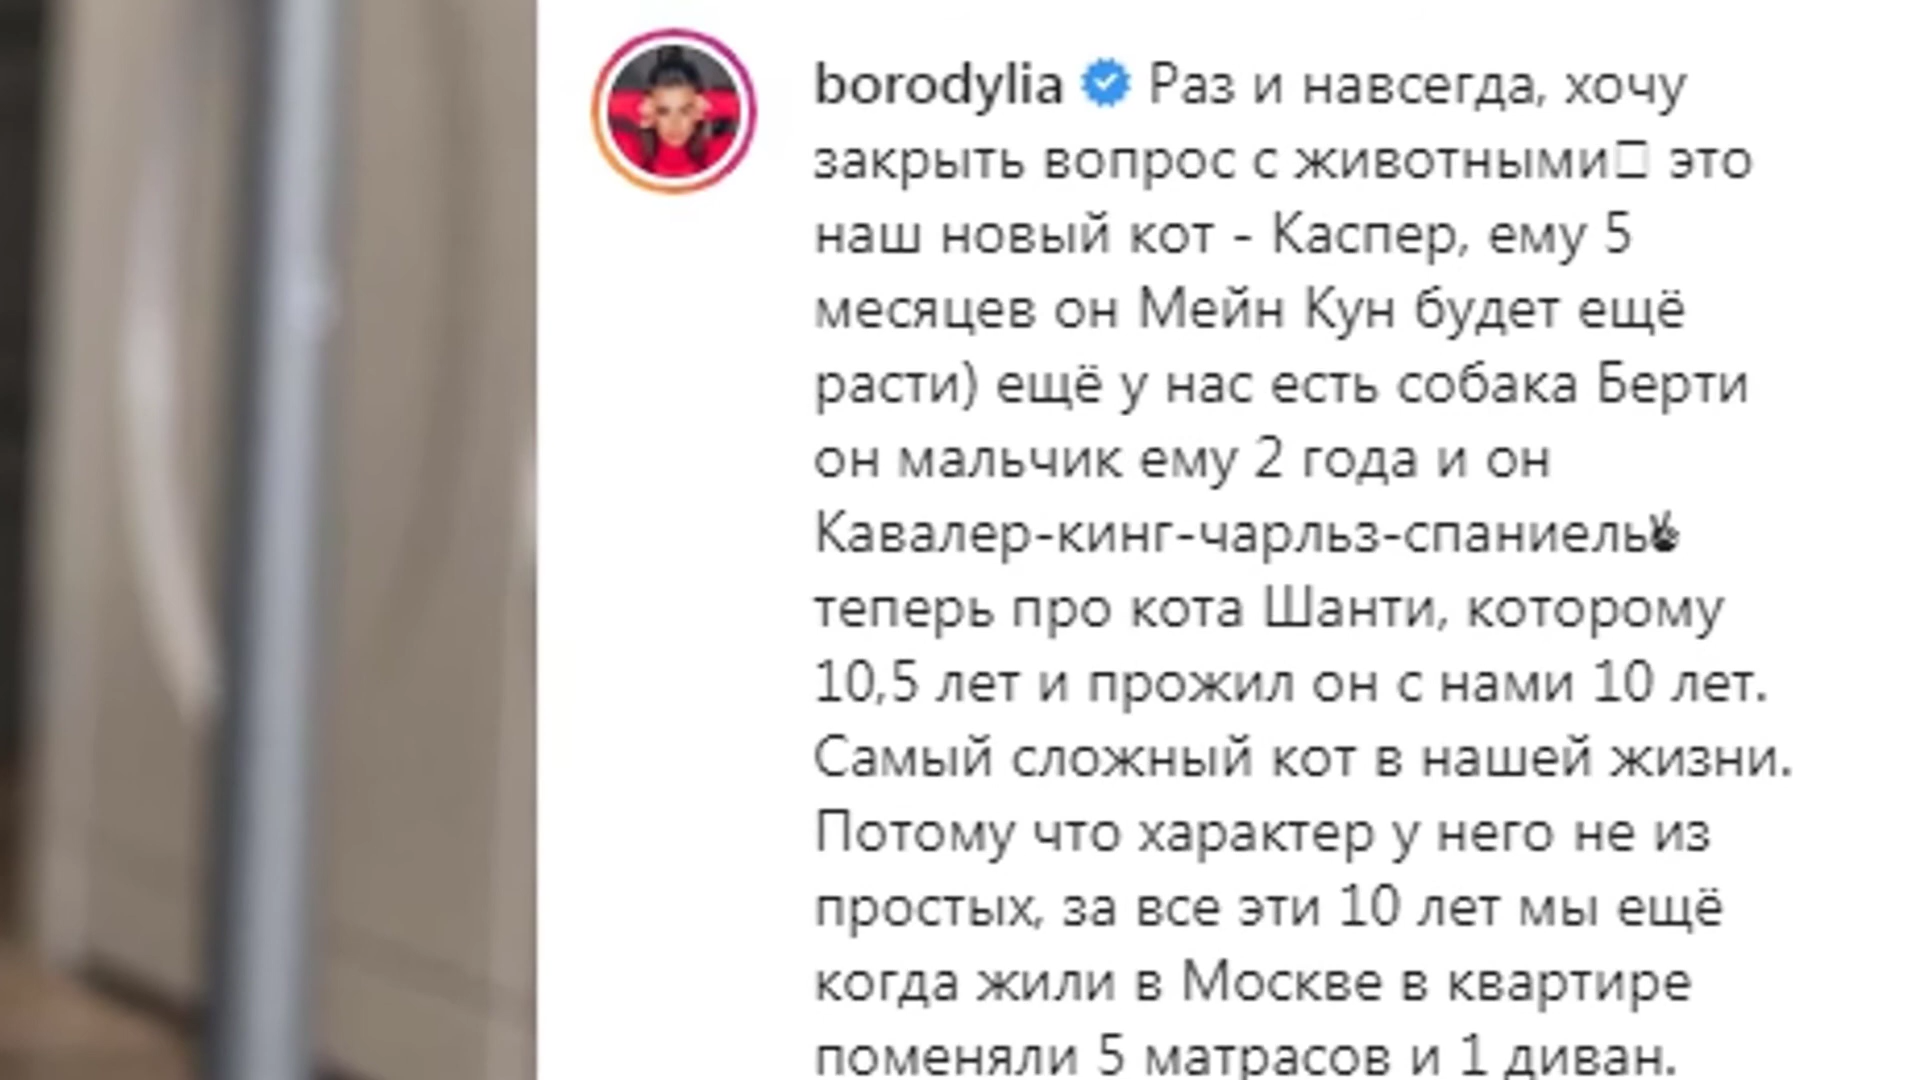 borodylia Раз и навсегда, хочу
закрыть вопрос с животными это
наш новый кот - Каспер, ему 5
месяцев он Мейн Кун будет ещё
расти) ещё у нас есть собака Берти
он мальчик ему 2 года и он
Кавалер-кинг-чарльз-спаниель✌
теперь про кота Шанти, которому
10,5 лет и прожил он с нами 10 лет.
Самый сложный кот в нашей жизни.
Потому что характер у него не из
простых, за все эти 10 лет мы ещё
когда жили в Москве в квартире
поменяли 5 матрасов и 1 диван.